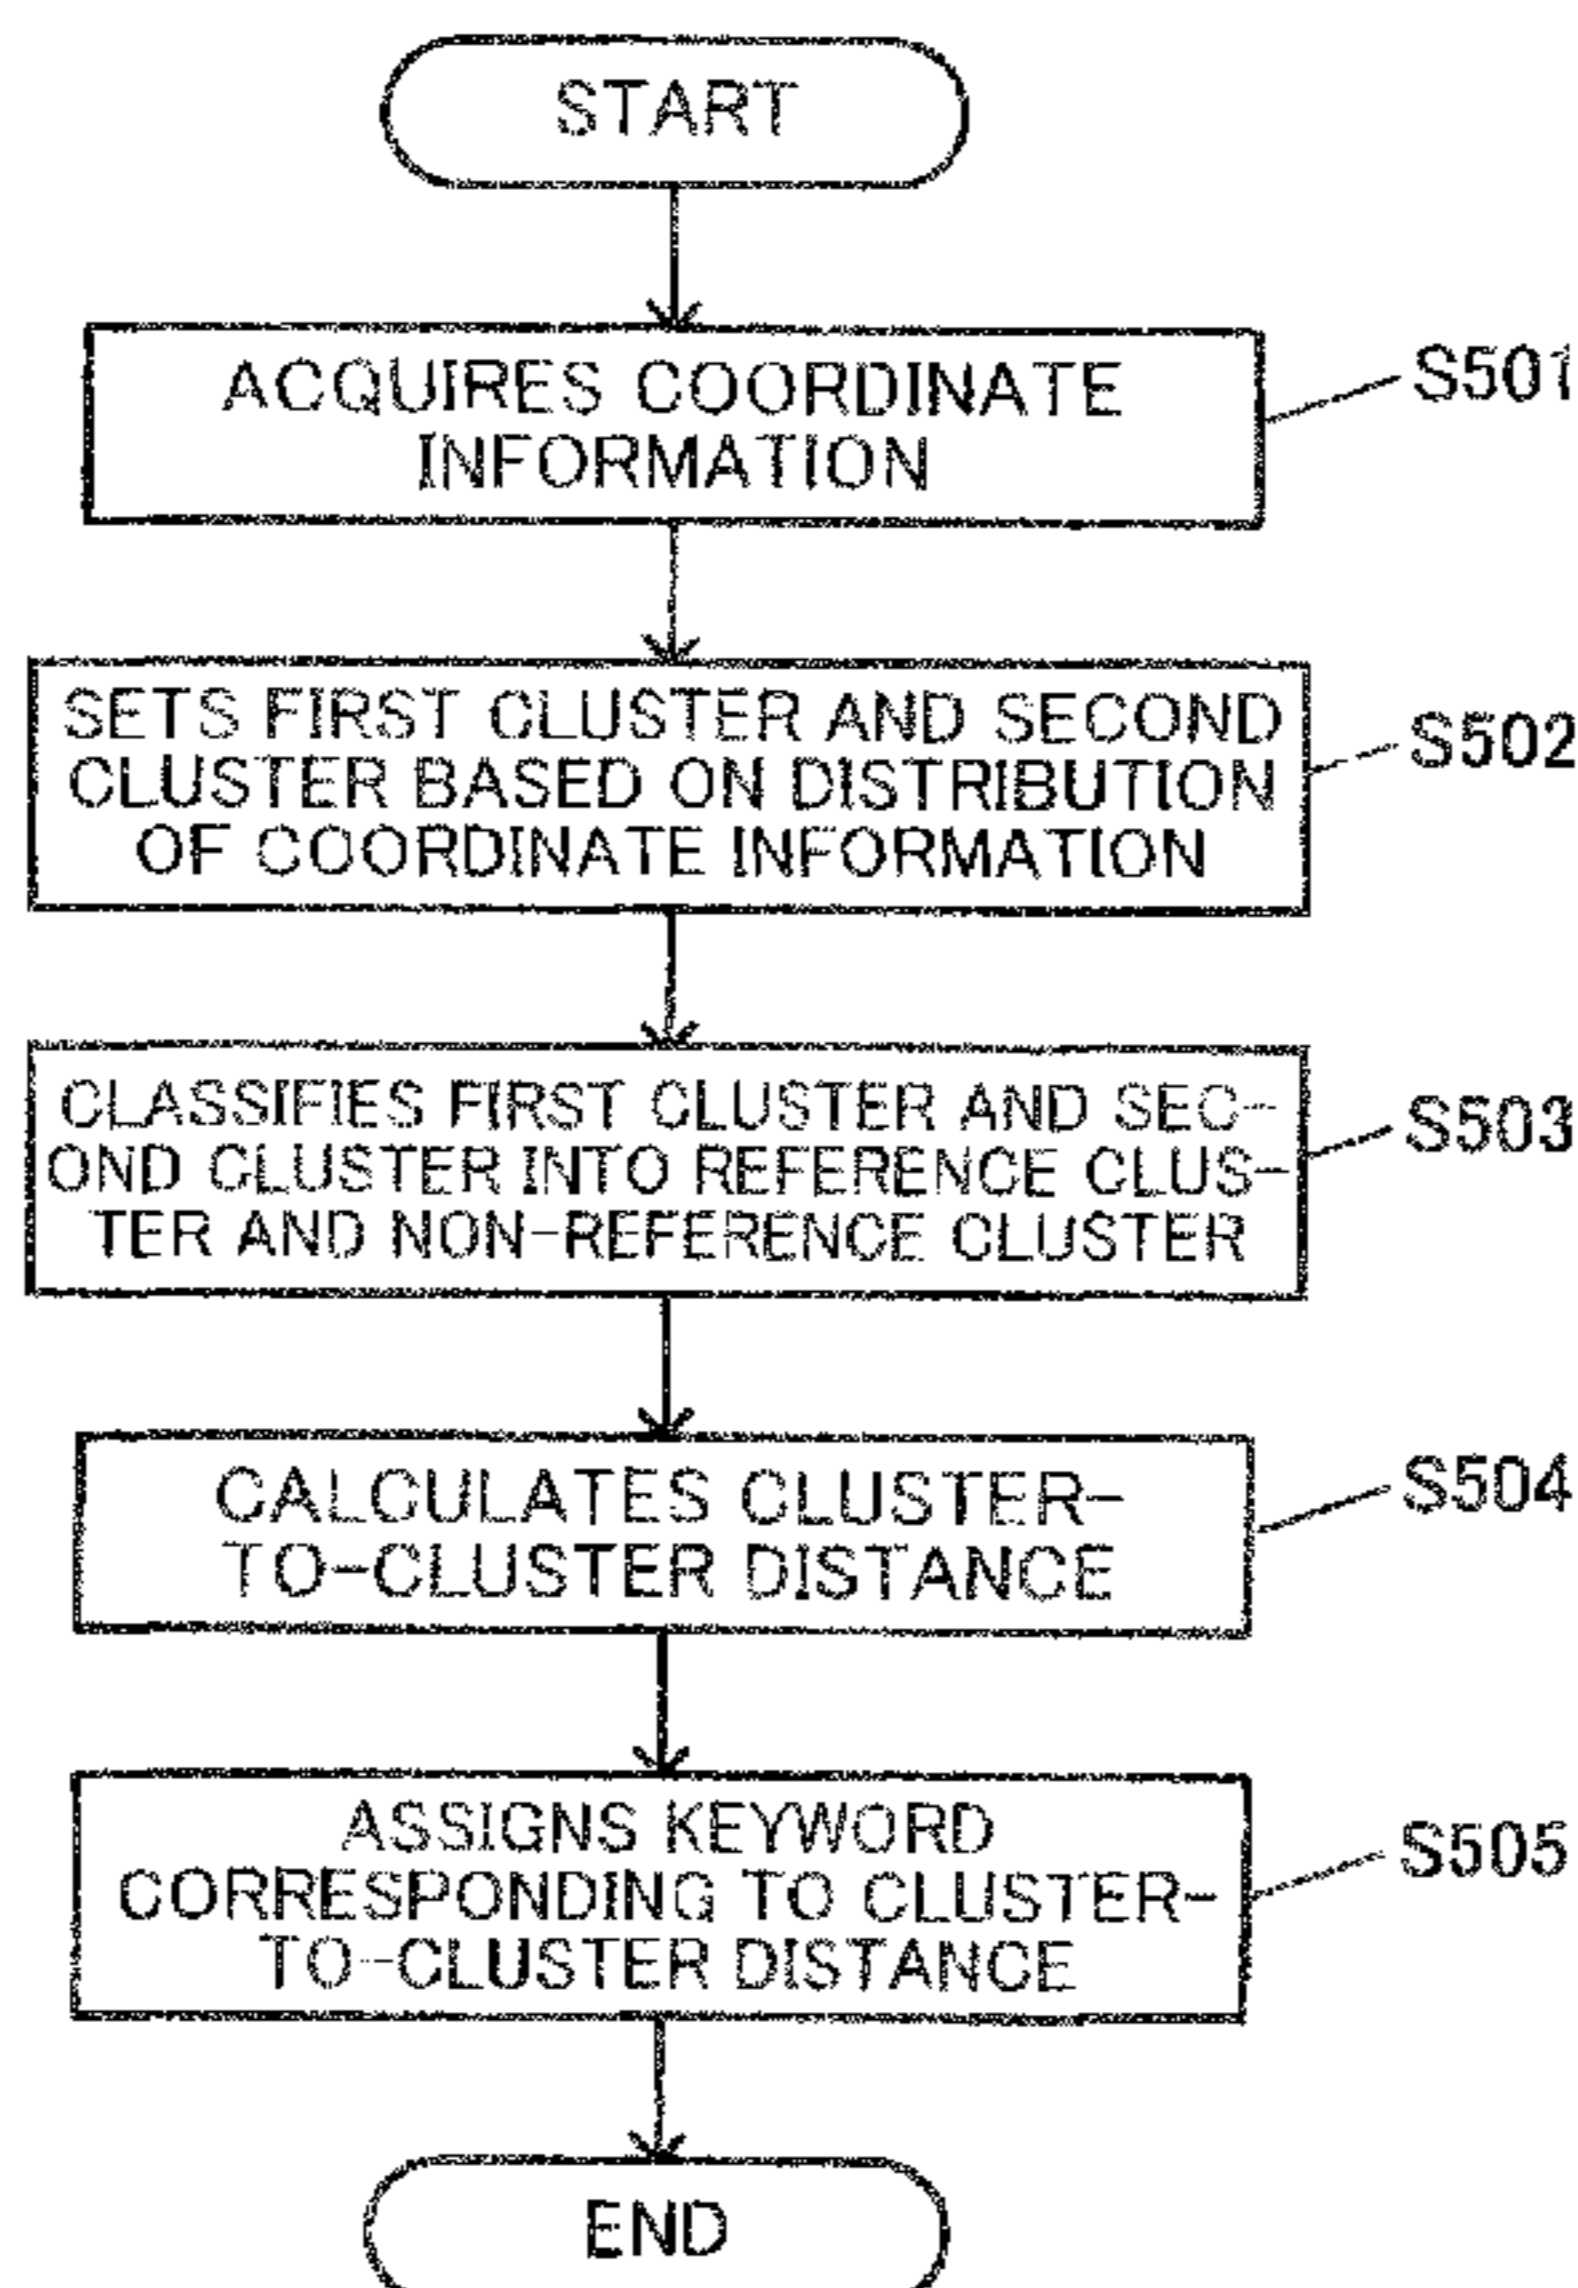 START
ACQUIRES COORDINATE
INFORMATION
S501
SETS FIRST CLUSTER AND SECOND
CLUSTER BASED ON DISTRIBUTION
OF COORDINATE INFORMATION
S502
CLASSIFIES FIRST CLUSTER AND SEC-
OND CLUSTER INTO REFERENCE CLUS-
TER AND NON-REFERENCE CLUSTER
S503
CALCULATES CLUSTER-
TO-CLUSTER DISTANCE
S504
ASSIGNS KEYWORD
CORRESPONDING TO CLUSTER-
TO-CLUSTER DISTANCE
S505
END